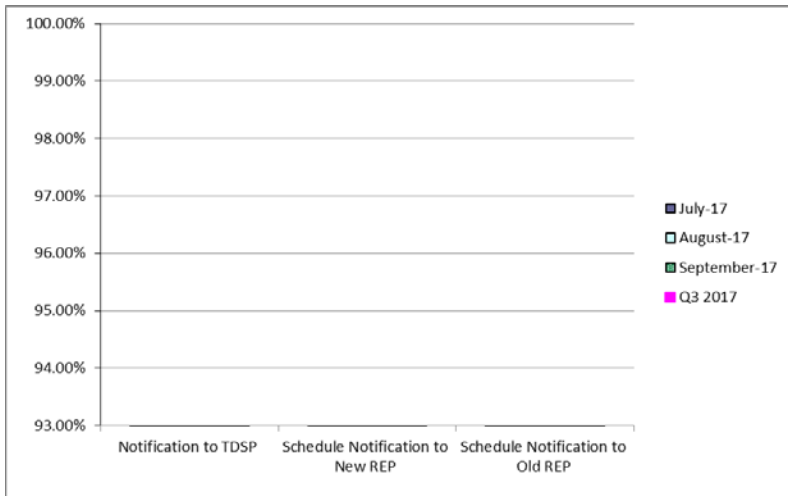 100.00%
99.00%
98.00%
97.00%
96.00%
95.00%
94.00%
93.00%
Notification to TDSP
Schedule Notification to
New REP
Schedule Notification to
Old REP
July-17
August-17
September-17
Q3 2017